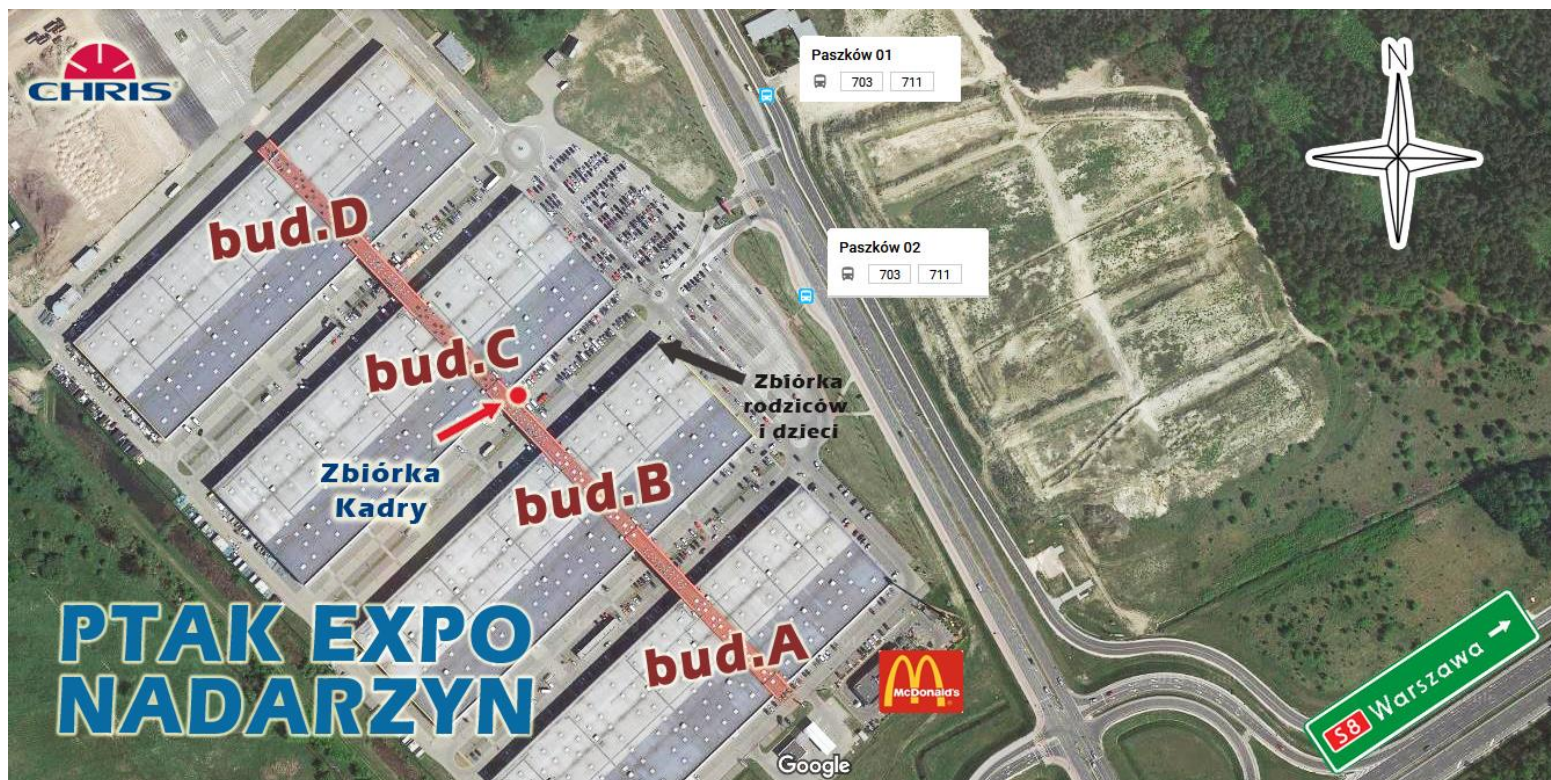 CHRIS
Paszków 01
703 711
N
bud.D
Paszków 02
703 711
bud.C
Zbiórka
rodziców
i dzieci
Zbiórka
Kadry
bud.B
PTAK EXPO
NADARZYN
bud.A
McDonald's
S8 Warszawa
Google